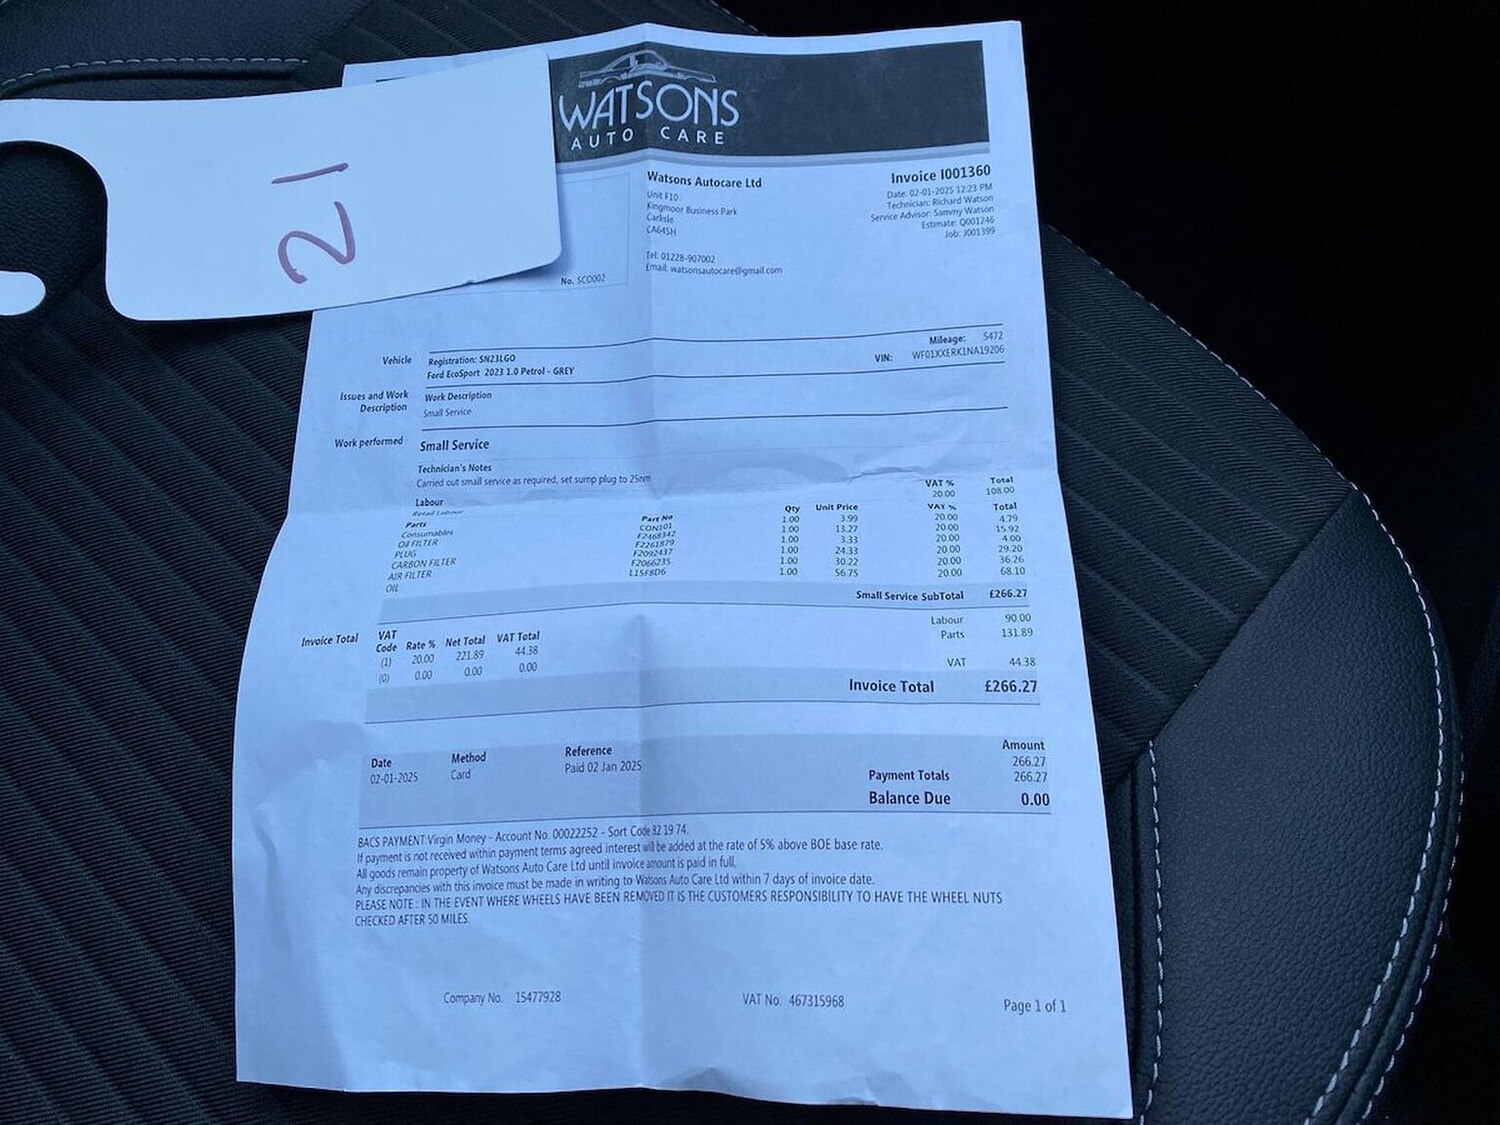 21
WATSONS
AUTO CARE
Watsons Autocare Ltd
Unit F10
Kingmoor Business Park
Carlisle
CA64SH
Tel: 01228-907002
Email: watsonsautocare@gmail.com
Invoice I001360
Date: 02-01-2025 12:23 PM
Technician: Richard Watson
Service Advisor: Sammy Watson
Estimate: Q001246
Job: J001399
No. SCO002
Vehicle
Registration: SN23LGO
Ford EcoSport 2023 1.0 Petrol - GREY
Mileage: 5472
VIN: WF01XXERK1NA19206
Issues and Work
Description
Work Description
Small Service
Work performed
Small Service
Technician's Notes
Carried out small service as required, set sump plug to 25nm
Labour VAT % Total
Retail Labour 20.00 108.00
Parts Part No Qty Unit Price VAT % Total
Consumables CON101 1.00 3.99 20.00 4.79
Oil FILTER F2468342 1.00 13.27 20.00 15.92
PLUG F2261879 1.00 3.33 20.00 4.00
CARBON FILTER F2092437 1.00 24.33 20.00 29.20
AIR FILTER F2066235 1.00 30.22 20.00 36.26
OIL L15F8D6 1.00 56.75 20.00 68.10
Small Service SubTotal £266.27
Invoice Total
VAT Code Rate % Net Total VAT Total
(1) 20.00 221.89 44.38
(0) 0.00 0.00 0.00
Labour 90.00
Parts 131.89
VAT 44.38
Invoice Total £266.27
Date Method Reference Amount
02-01-2025 Card Paid 02 Jan 2025 266.27
Payment Totals 266.27
Balance Due 0.00
BACS PAYMENT:Virgin Money - Account No. 00022252 - Sort Code 82 19 74.
If payment is not received within payment terms agreed interest will be added at the rate of 5% above BOE base rate.
All goods remain property of Watsons Auto Care Ltd until invoice amount is paid in full.
Any discrepancies with this invoice must be made in writing to Watsons Auto Care Ltd within 7 days of invoice date.
PLEASE NOTE : IN THE EVENT WHERE WHEELS HAVE BEEN REMOVED IT IS THE CUSTOMERS RESPONSIBILITY TO HAVE THE WHEEL NUTS
CHECKED AFTER 50 MILES.
Company No. 15477928
VAT No. 467315968
Page 1 of 1